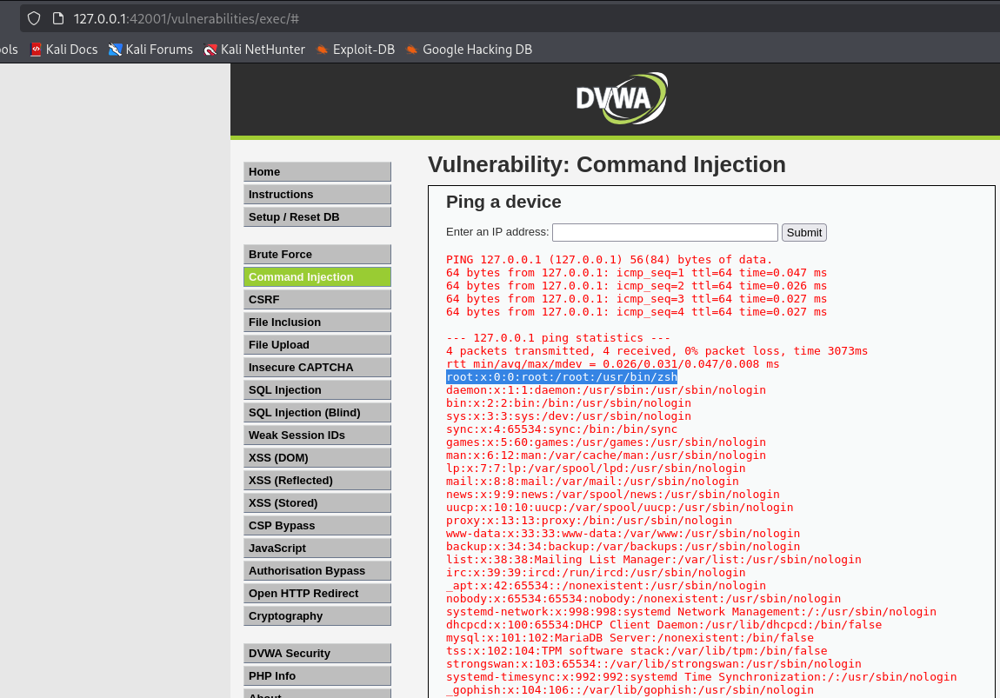 127.0.0.1:42001/vulnerabilities/exec/#
ols Kali Docs Kali Forums Kali NetHunter Exploit-DB Google Hacking DB
DVWA
Home
Instructions
Setup / Reset DB
Brute Force
Command Injection
CSRF
File Inclusion
File Upload
Insecure CAPTCHA
SQL Injection
SQL Injection (Blind)
Weak Session IDs
XSS (DOM)
XSS (Reflected)
XSS (Stored)
CSP Bypass
JavaScript
Authorisation Bypass
Open HTTP Redirect
Cryptography
DVWA Security
PHP Info
About
Vulnerability: Command Injection
Ping a device
Enter an IP address: Submit
PING 127.0.0.1 (127.0.0.1) 56(84) bytes of data.
64 bytes from 127.0.0.1: icmp_seq=1 ttl=64 time=0.047 ms
64 bytes from 127.0.0.1: icmp_seq=2 ttl=64 time=0.026 ms
64 bytes from 127.0.0.1: icmp_seq=3 ttl=64 time=0.027 ms
64 bytes from 127.0.0.1: icmp_seq=4 ttl=64 time=0.027 ms
--- 127.0.0.1 ping statistics ---
4 packets transmitted, 4 received, 0% packet loss, time 3073ms
rtt min/avg/max/mdev = 0.026/0.031/0.047/0.008 ms
root:x:0:0:root:/root:/usr/bin/zsh
daemon:x:1:1:daemon:/usr/sbin:/usr/sbin/nologin
bin:x:2:2:bin:/bin:/usr/sbin/nologin
sys:x:3:3:sys:/dev:/usr/sbin/nologin
sync:x:4:65534:sync:/bin:/bin/sync
games:x:5:60:games:/usr/games:/usr/sbin/nologin
man:x:6:12:man:/var/cache/man:/usr/sbin/nologin
lp:x:7:7:lp:/var/spool/lpd:/usr/sbin/nologin
mail:x:8:8:mail:/var/mail:/usr/sbin/nologin
news:x:9:9:news:/var/spool/news:/usr/sbin/nologin
uucp:x:10:10:uucp:/var/spool/uucp:/usr/sbin/nologin
proxy:x:13:13:proxy:/bin:/usr/sbin/nologin
www-data:x:33:33:www-data:/var/www:/usr/sbin/nologin
backup:x:34:34:backup:/var/backups:/usr/sbin/nologin
list:x:38:38:Mailing List Manager:/var/list:/usr/sbin/nologin
irc:x:39:39:ircd:/run/ircd:/usr/sbin/nologin
_apt:x:42:65534::/nonexistent:/usr/sbin/nologin
nobody:x:65534:65534:nobody:/nonexistent:/usr/sbin/nologin
systemd-network:x:998:998:systemd Network Management:/:/usr/sbin/nologin
dhcpcd:x:100:65534:DHCP Client Daemon:/usr/lib/dhcpcd:/bin/false
mysql:x:101:102:MariaDB Server:/nonexistent:/bin/false
tss:x:102:104:TPM software stack:/var/lib/tpm:/bin/false
strongswan:x:103:65534::/var/lib/strongswan:/usr/sbin/nologin
systemd-timesync:x:992:992:systemd Time Synchronization:/:/usr/sbin/nologin
_gophish:x:104:106::/var/lib/gophish:/usr/sbin/nologin